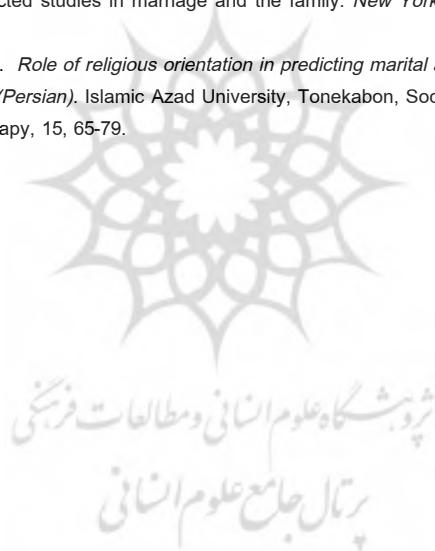 cted studies in marriage and the family. New York
. Role of religious orientation in predicting marital a
(Persian). Islamic Azad University, Tonekabon, Soc
apy, 15, 65-79.
پژوهشگاه علوم انسانی و مطالعات فرهنگی
پرتال جامع علوم انسانی